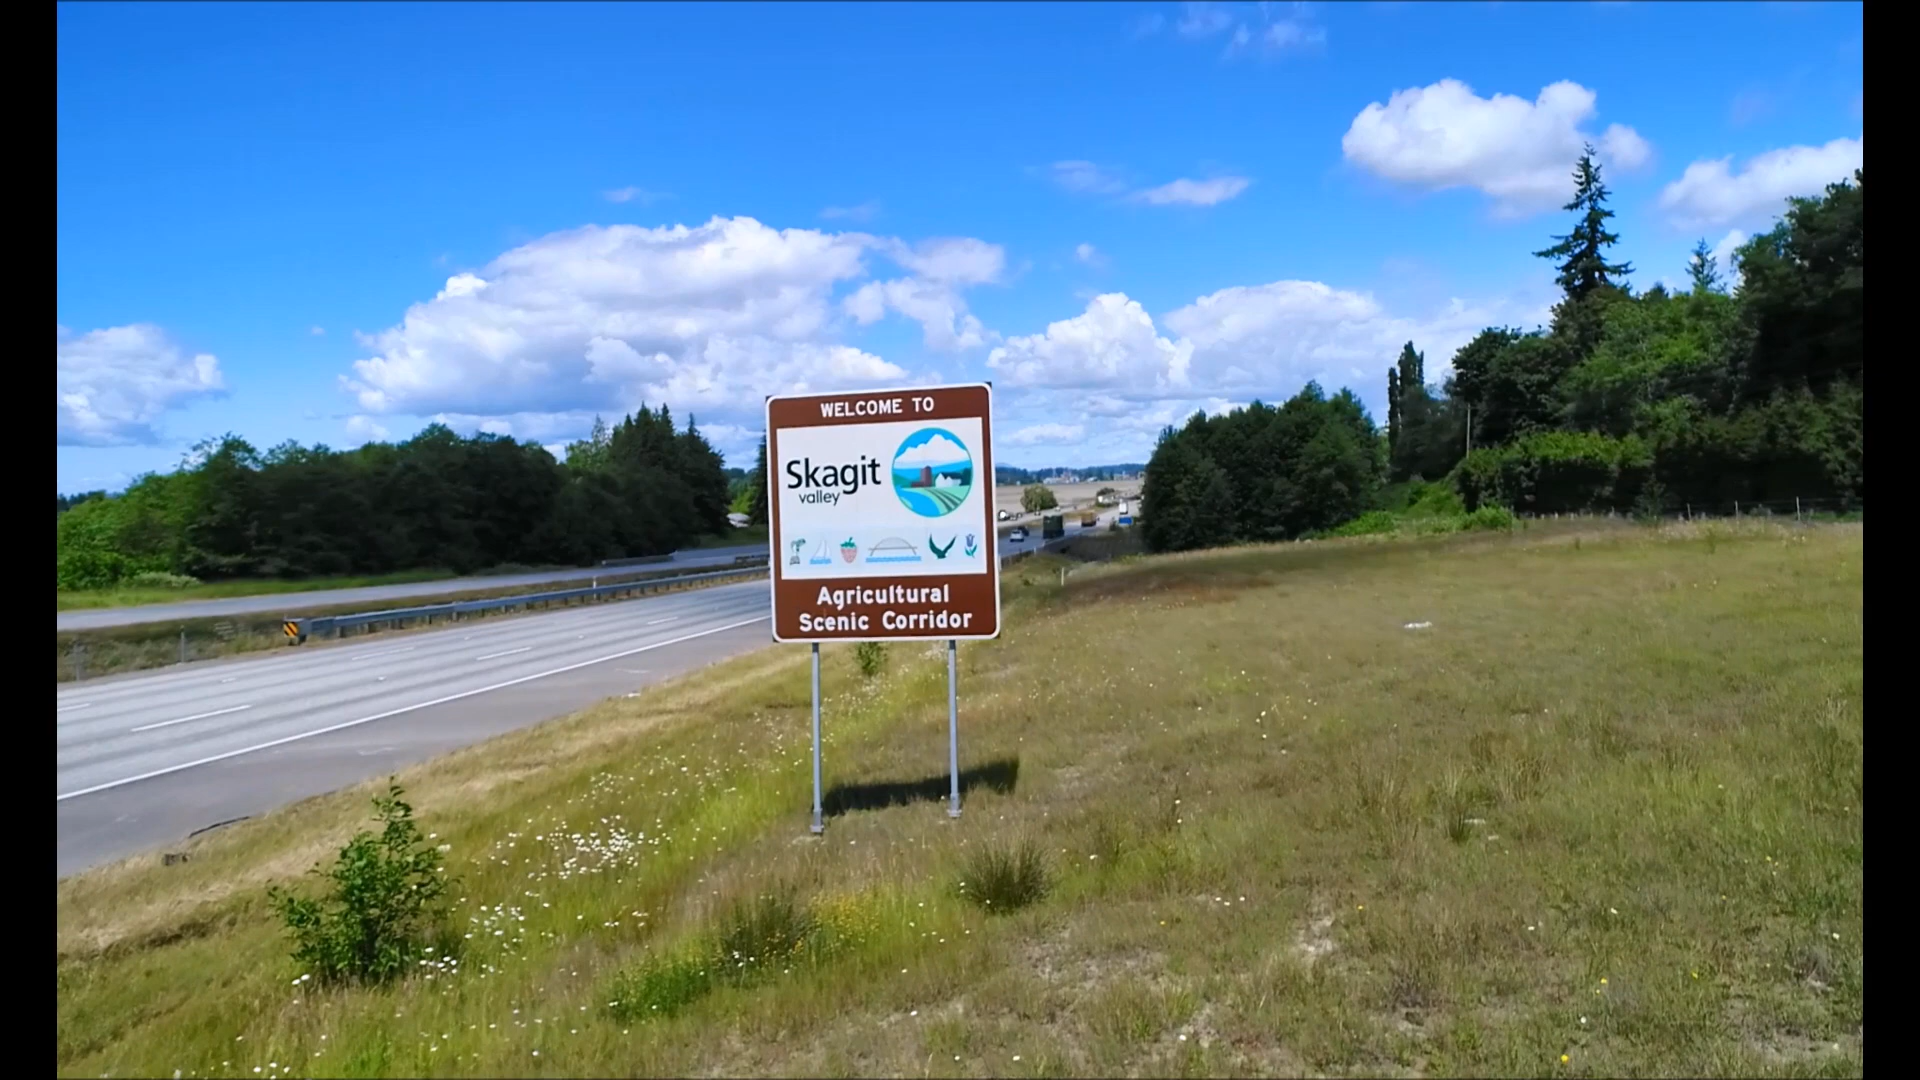 WELCOME TO
Skagit
valley
Agricultural
Scenic Corridor